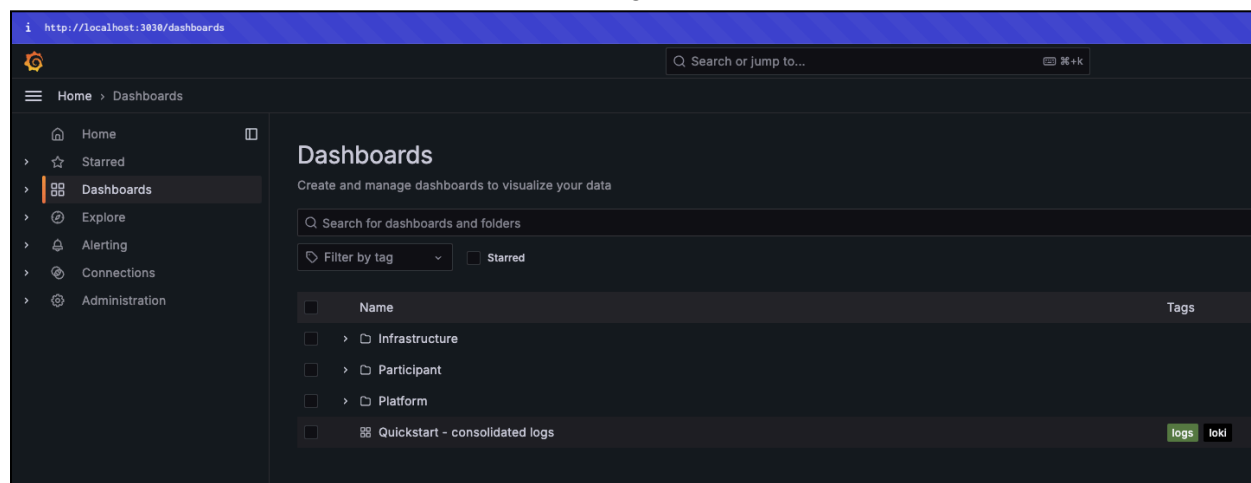 i http://localhost:3030/dashboards
Search or jump to... ⌘+k
Home › Dashboards
Home
Starred
Dashboards
Explore
Alerting
Connections
Administration
Dashboards
Create and manage dashboards to visualize your data
Search for dashboards and folders
Filter by tag Starred
Name Tags
Infrastructure
Participant
Platform
Quickstart - consolidated logs logs loki